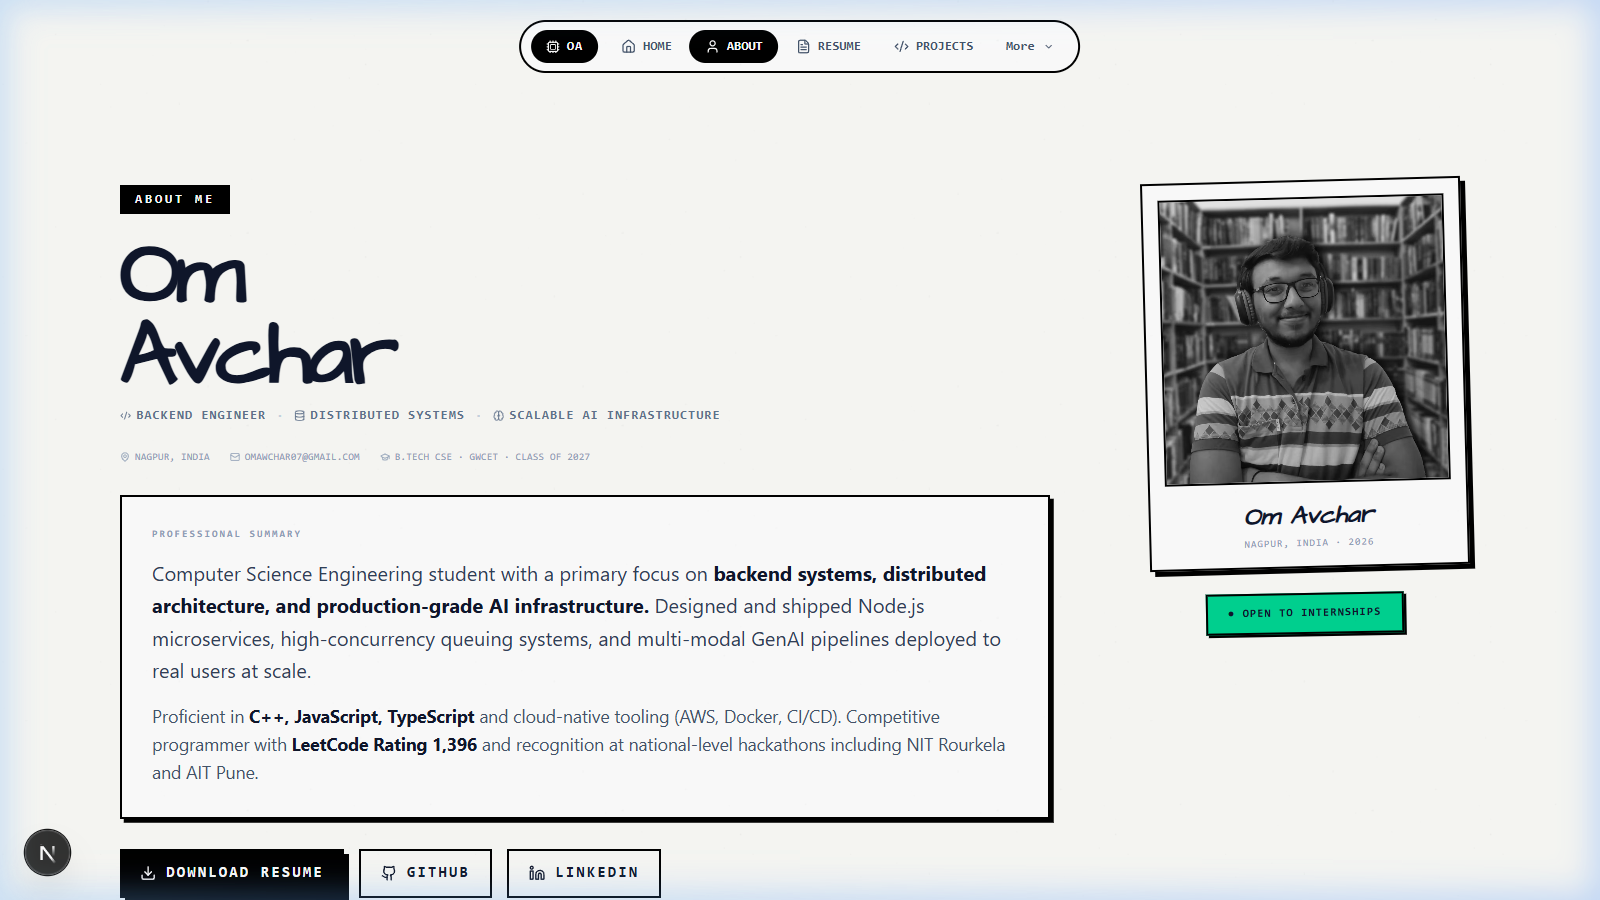 OA HOME ABOUT RESUME PROJECTS More
ABOUT ME
Om
Avchar
BACKEND ENGINEER · DISTRIBUTED SYSTEMS · SCALABLE AI INFRASTRUCTURE
NAGPUR, INDIA OMAWCHAR07@GMAIL.COM B.TECH CSE · GWCET · CLASS OF 2027
PROFESSIONAL SUMMARY
Computer Science Engineering student with a primary focus on backend systems, distributed
architecture, and production-grade AI infrastructure. Designed and shipped Node.js
microservices, high-concurrency queuing systems, and multi-modal GenAI pipelines deployed to
real users at scale.
Proficient in C++, JavaScript, TypeScript and cloud-native tooling (AWS, Docker, CI/CD). Competitive
programmer with LeetCode Rating 1,396 and recognition at national-level hackathons including NIT Rourkela
and AIT Pune.
DOWNLOAD RESUME GITHUB LINKEDIN
Om Avchar
NAGPUR, INDIA · 2026
• OPEN TO INTERNSHIPS
N